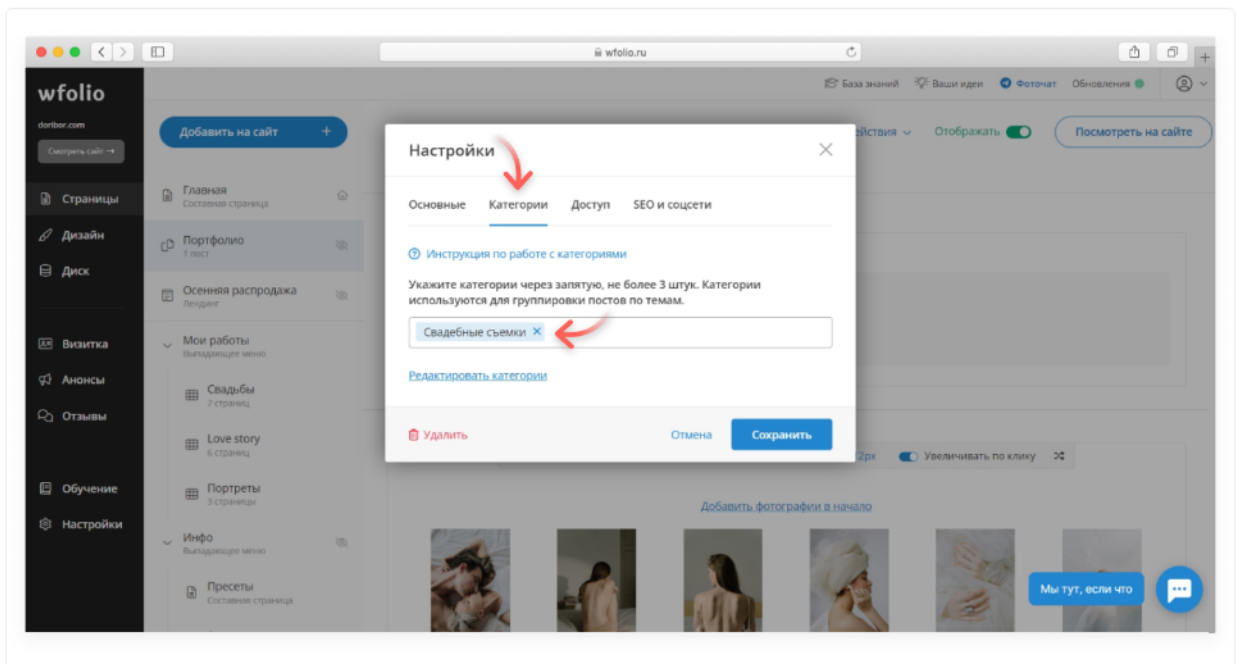 wfolio.ru
wfolio
База знаний
Ваши идеи
Фоточат
Обновления
doribor.com
Смотреть сайт →
Добавить на сайт +
Отображать
Посмотреть на сайте
Страницы
Дизайн
Диск
Визитка
Анонсы
Отзывы
Обучение
Настройки
Главная
Составная страница
Портфолио
1 пост
Осенняя распродажа
Лендинг
Мои работы
Выпадающее меню
Свадьбы
7 страниц
Love story
6 страниц
Портреты
3 страницы
Инфо
Выпадающее меню
Пресеты
Составная страница
Настройки
Основные Категории Доступ SEO и соцсети
Инструкция по работе с категориями
Укажите категории через запятую, не более 3 штук. Категории
используются для группировки постов по темам.
Свадебные съемки ×
Редактировать категории
Удалить
Отмена
Сохранить
2px
Увеличивать по клику
Добавить фотографии в начало
Мы тут, если что